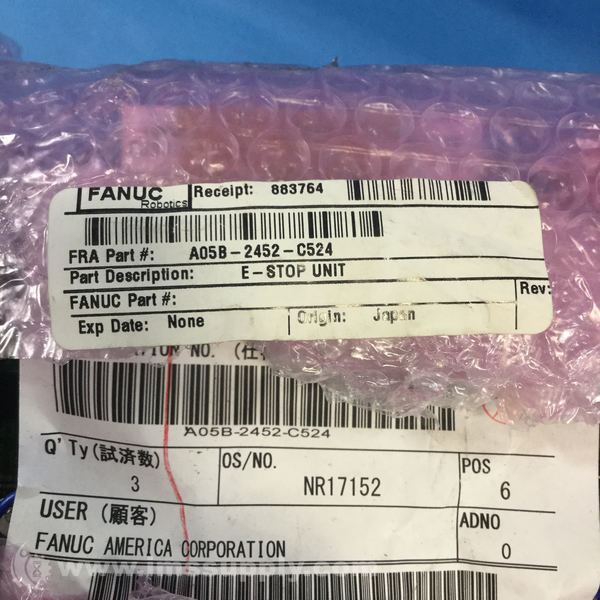 FANUC
Robotics
Receipt: 883764
FRA Part #: A05B-2452-C524
Part Description: E-STOP UNIT
FANUC Part #: Rev:
Exp Date: None Origin: Japan
NO. (仕
A05B-2452-C524
Q'Ty(試済数) OS/NO. POS
3 NR17152 6
USER (顧客) ADNO
FANUC AMERICA CORPORATION 0